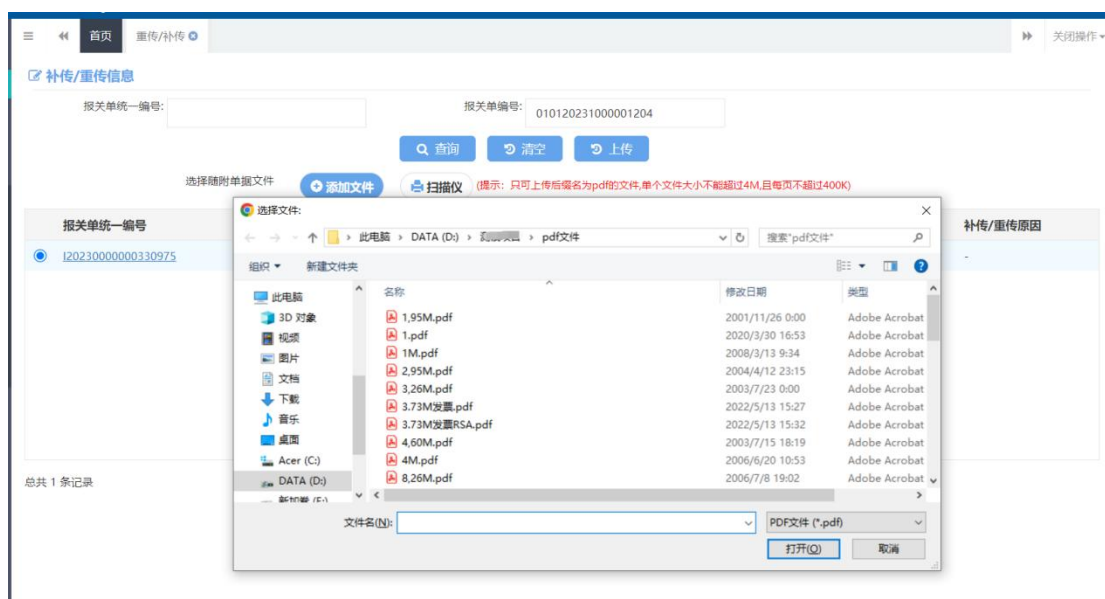 首页 重传/补传 关闭操作
补传/重传信息
报关单统一编号: 报关单编号: 010120231000001204
查询 清空 上传
选择随附单据文件 添加文件 扫描仪 (提示：只可上传后缀名为pdf的文件,单个文件大小不能超过4M,且每页不超过400K)
报关单统一编号 补传/重传原因
I20230000000330975 -
选择文件:
此电脑 › DATA (D:) › › pdf文件 搜索"pdf文件"
组织 新建文件夹
此电脑
3D 对象
视频
图片
文档
下载
音乐
桌面
Acer (C:)
DATA (D:)
名称 修改日期 类型
1,95M.pdf 2001/11/26 0:00 Adobe Acrobat
1.pdf 2020/3/30 16:53 Adobe Acrobat
1M.pdf 2008/3/13 9:34 Adobe Acrobat
2,95M.pdf 2004/4/12 23:15 Adobe Acrobat
3,26M.pdf 2003/7/23 0:00 Adobe Acrobat
3.73M发票.pdf 2022/5/13 15:27 Adobe Acrobat
3.73M发票RSA.pdf 2022/5/13 15:32 Adobe Acrobat
4,60M.pdf 2003/7/15 18:19 Adobe Acrobat
4M.pdf 2006/6/20 10:53 Adobe Acrobat
8,26M.pdf 2006/7/8 19:02 Adobe Acrobat
文件名(N): PDF文件 (*.pdf)
打开(O) 取消
总共 1 条记录